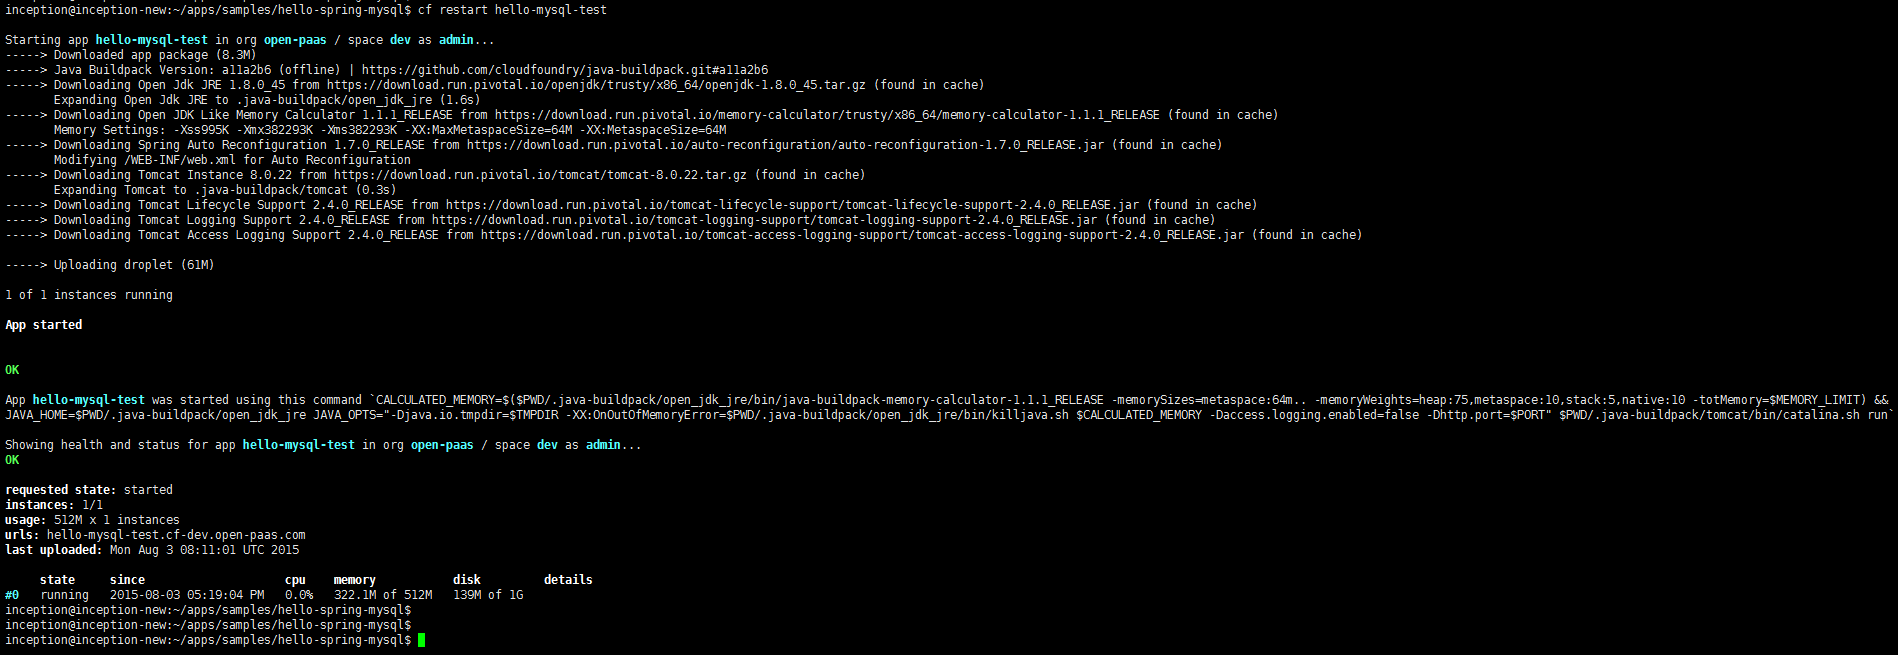 inception@inception-new:~/apps/samples/hello-spring-mysql$ cf restart hello-mysql-test
Starting app hello-mysql-test in org open-paas / space dev as admin...
-----> Downloaded app package (8.3M)
-----> Java Buildpack Version: a11a2b6 (offline) | https://github.com/cloudfoundry/java-buildpack.git#a11a2b6
-----> Downloading Open Jdk JRE 1.8.0_45 from https://download.run.pivotal.io/openjdk/trusty/x86_64/openjdk-1.8.0_45.tar.gz (found in cache)
       Expanding Open Jdk JRE to .java-buildpack/open_jdk_jre (1.6s)
-----> Downloading Open JDK Like Memory Calculator 1.1.1_RELEASE from https://download.run.pivotal.io/memory-calculator/trusty/x86_64/memory-calculator-1.1.1_RELEASE (found in cache)
       Memory Settings: -Xss995K -Xmx382293K -Xms382293K -XX:MaxMetaspaceSize=64M -XX:MetaspaceSize=64M
-----> Downloading Spring Auto Reconfiguration 1.7.0_RELEASE from https://download.run.pivotal.io/auto-reconfiguration/auto-reconfiguration-1.7.0_RELEASE.jar (found in cache)
       Modifying /WEB-INF/web.xml for Auto Reconfiguration
-----> Downloading Tomcat Instance 8.0.22 from https://download.run.pivotal.io/tomcat/tomcat-8.0.22.tar.gz (found in cache)
       Expanding Tomcat to .java-buildpack/tomcat (0.3s)
-----> Downloading Tomcat Lifecycle Support 2.4.0_RELEASE from https://download.run.pivotal.io/tomcat-lifecycle-support/tomcat-lifecycle-support-2.4.0_RELEASE.jar (found in cache)
-----> Downloading Tomcat Logging Support 2.4.0_RELEASE from https://download.run.pivotal.io/tomcat-logging-support/tomcat-logging-support-2.4.0_RELEASE.jar (found in cache)
-----> Downloading Tomcat Access Logging Support 2.4.0_RELEASE from https://download.run.pivotal.io/tomcat-access-logging-support/tomcat-access-logging-support-2.4.0_RELEASE.jar (found in cache)
-----> Uploading droplet (61M)
1 of 1 instances running
App started
OK
App hello-mysql-test was started using this command `CALCULATED_MEMORY=$($PWD/.java-buildpack/open_jdk_jre/bin/java-buildpack-memory-calculator-1.1.1_RELEASE -memorySizes=metaspace:64m.. -memoryWeights=heap:75,metaspace:10,stack:5,native:10 -totMemory=$MEMORY_LIMIT) &&
JAVA_HOME=$PWD/.java-buildpack/open_jdk_jre JAVA_OPTS="-Djava.io.tmpdir=$TMPDIR -XX:OnOutOfMemoryError=$PWD/.java-buildpack/open_jdk_jre/bin/killjava.sh $CALCULATED_MEMORY -Daccess.logging.enabled=false -Dhttp.port=$PORT" $PWD/.java-buildpack/tomcat/bin/catalina.sh run`
Showing health and status for app hello-mysql-test in org open-paas / space dev as admin...
OK
requested state: started
instances: 1/1
usage: 512M x 1 instances
urls: hello-mysql-test.cf-dev.open-paas.com
last uploaded: Mon Aug 3 08:11:01 UTC 2015
     state     since                    cpu    memory           disk         details
#0   running   2015-08-03 05:19:04 PM   0.0%   322.1M of 512M   139M of 1G
inception@inception-new:~/apps/samples/hello-spring-mysql$
inception@inception-new:~/apps/samples/hello-spring-mysql$
inception@inception-new:~/apps/samples/hello-spring-mysql$